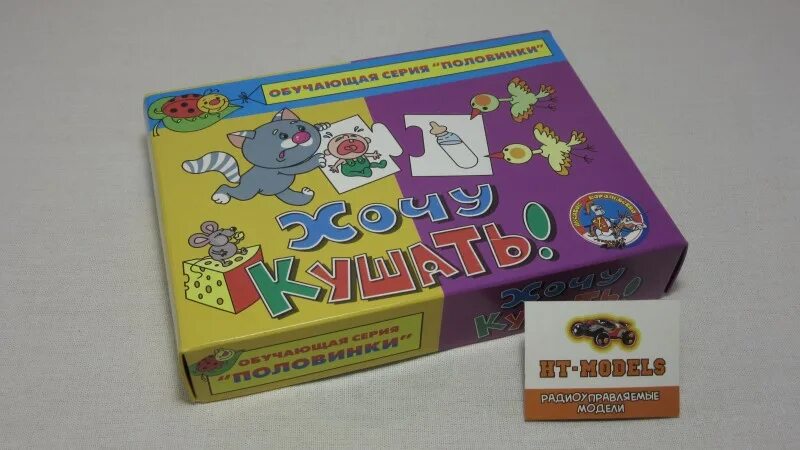 ОБУЧАЮЩАЯ СЕРИЯ "ПОЛОВИНКИ"
ХОЧУ
КУШАТЬ!
ХОЧУ
КУШАТЬ!
ОБУЧАЮЩАЯ СЕРИЯ
"ПОЛОВИНКИ"
HT-MODELS
РАДИОУПРАВЛЯЕМЫЕ
МОДЕЛИ